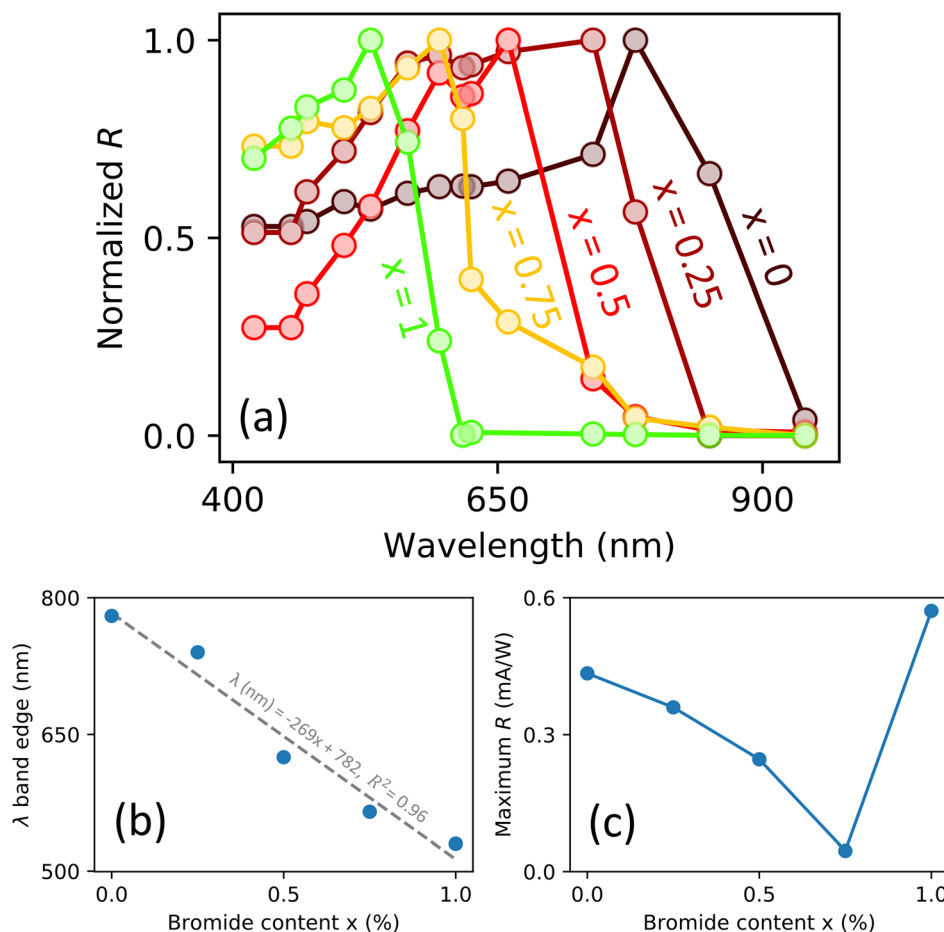 1.0
0.5
0.0
Normalized R
x = 1
x = 0.75
x = 0.5
x = 0.25
x = 0
(a)
400 650 900
Wavelength (nm)
800
650
500
λ band edge (nm)
λ (nm) = -269x + 782, R² = 0.96
(b)
0.0 0.5 1.0
Bromide content x (%)
0.6
0.3
0.0
Maximum R (mA/W)
(c)
0.0 0.5 1.0
Bromide content x (%)